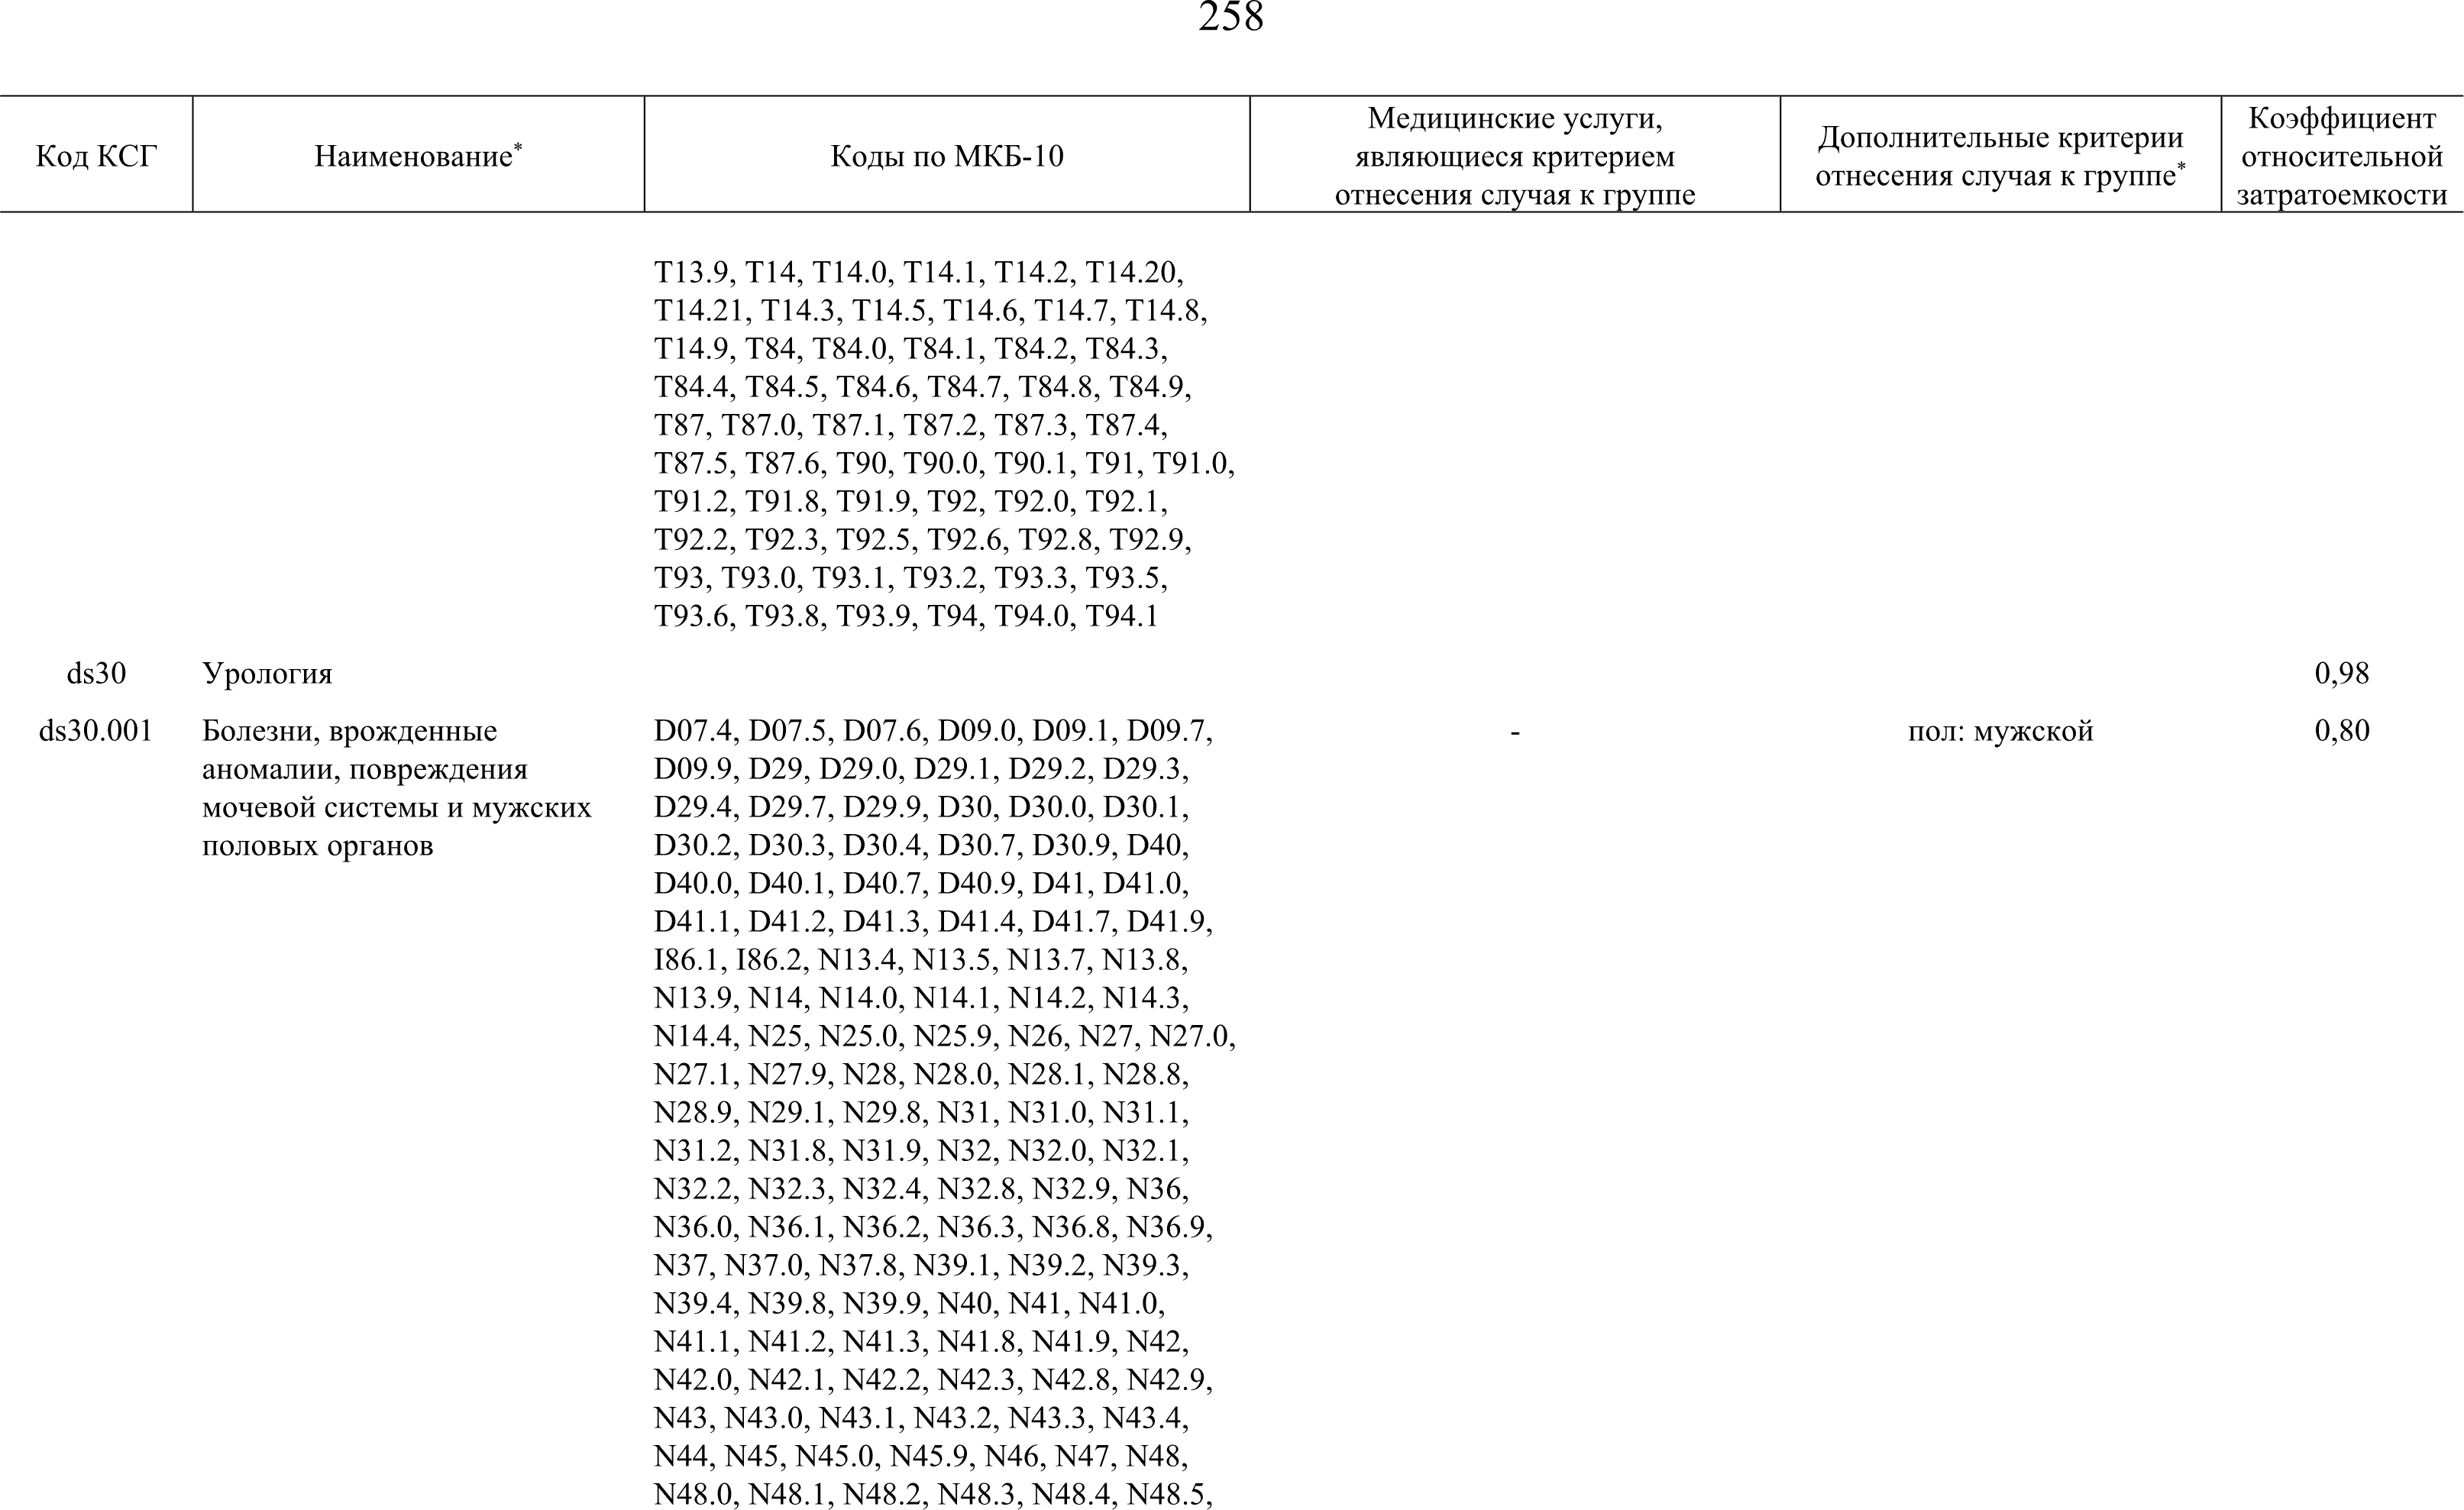 258
Код КСГ
Наименование*
Коды по МКБ-10
Медицинские услуги,
являющиеся критерием
отнесения случая к группе
Дополнительные критерии
отнесения случая к группе*
Коэффициент
относительной
затратоемкости
T13.9, T14, T14.0, T14.1, T14.2, T14.20,
T14.21, T14.3, T14.5, T14.6, T14.7, T14.8,
T14.9, T84, T84.0, T84.1, T84.2, T84.3,
T84.4, T84.5, T84.6, T84.7, T84.8, T84.9,
T87, T87.0, T87.1, T87.2, T87.3, T87.4,
T87.5, T87.6, T90, T90.0, T90.1, T91, T91.0,
T91.2, T91.8, T91.9, T92, T92.0, T92.1,
T92.2, T92.3, T92.5, T92.6, T92.8, T92.9,
T93, T93.0, T93.1, T93.2, T93.3, T93.5,
T93.6, T93.8, T93.9, T94, T94.0, T94.1
ds30 Урология 0,98
ds30.001 Болезни, врожденные D07.4, D07.5, D07.6, D09.0, D09.1, D09.7, - пол: мужской 0,80
аномалии, повреждения D09.9, D29, D29.0, D29.1, D29.2, D29.3,
мочевой системы и мужских D29.4, D29.7, D29.9, D30, D30.0, D30.1,
половых органов D30.2, D30.3, D30.4, D30.7, D30.9, D40,
D40.0, D40.1, D40.7, D40.9, D41, D41.0,
D41.1, D41.2, D41.3, D41.4, D41.7, D41.9,
I86.1, I86.2, N13.4, N13.5, N13.7, N13.8,
N13.9, N14, N14.0, N14.1, N14.2, N14.3,
N14.4, N25, N25.0, N25.9, N26, N27, N27.0,
N27.1, N27.9, N28, N28.0, N28.1, N28.8,
N28.9, N29.1, N29.8, N31, N31.0, N31.1,
N31.2, N31.8, N31.9, N32, N32.0, N32.1,
N32.2, N32.3, N32.4, N32.8, N32.9, N36,
N36.0, N36.1, N36.2, N36.3, N36.8, N36.9,
N37, N37.0, N37.8, N39.1, N39.2, N39.3,
N39.4, N39.8, N39.9, N40, N41, N41.0,
N41.1, N41.2, N41.3, N41.8, N41.9, N42,
N42.0, N42.1, N42.2, N42.3, N42.8, N42.9,
N43, N43.0, N43.1, N43.2, N43.3, N43.4,
N44, N45, N45.0, N45.9, N46, N47, N48,
N48.0, N48.1, N48.2, N48.3, N48.4, N48.5,